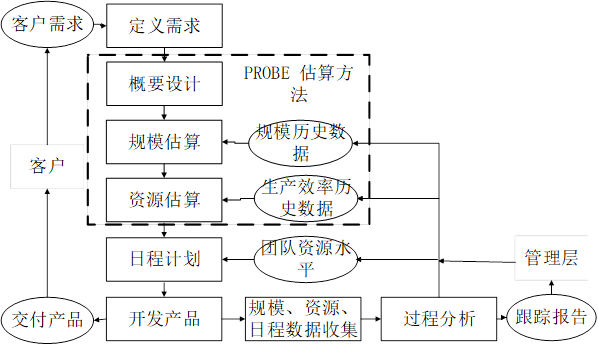 客户需求
定义需求
PROBE 估算方
法
概要设计
规模估算
规模历史数
据
客户
资源估算
生产效率历
史数据
日程计划
团队资源水
平
管理层
交付产品
开发产品
规模、资源、
日程数据收集
过程分析
跟踪报告